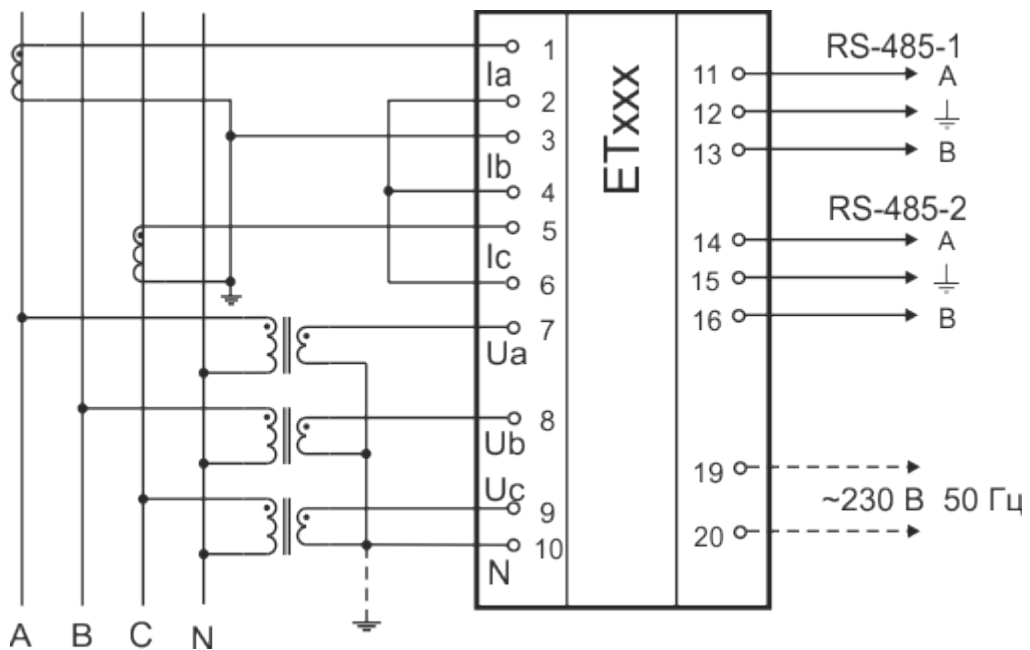 1
Ia
2
3
Ib
4
5
Ic
6
7
Ua
8
Ub
Uc
9
10
N
ETxxx
RS-485-1
11 A
12
13 B
RS-485-2
14 A
15
16 B
19
~230 В 50 Гц
20
A B C N